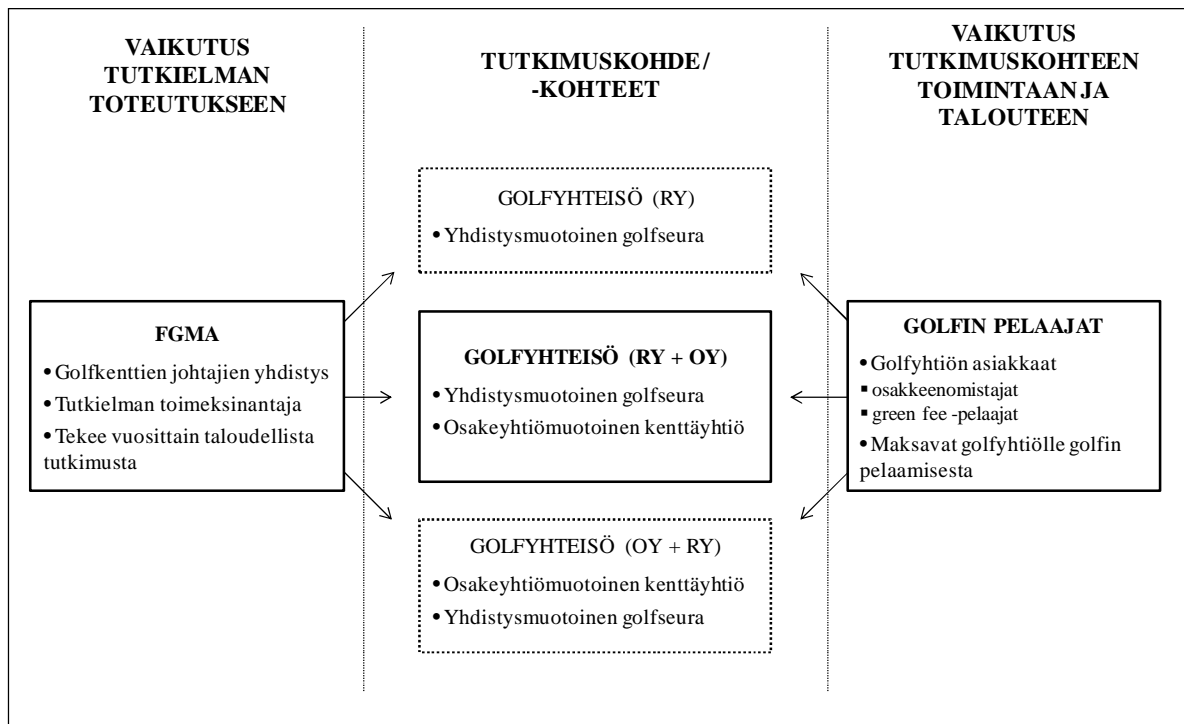 VAIKUTUS
TUTKIELMAN
TOTEUTUKSEEN
TUTKIMUSKOHDE/
-KOHTEET
VAIKUTUS
TUTKIMUSKOHTEEN
TOIMINTAAN JA
TALOUTEEN
GOLFYHTEISÖ (RY)
• Yhdistysmuotoinen golfseura
FGMA
• Golfkenttien johtajien yhdistys
• Tutkielman toimeksinantaja
• Tekee vuosittain taloudellista
tutkimusta
GOLFYHTEISÖ (RY + OY)
• Yhdistysmuotoinen golfseura
• Osakeyhtiömuotoinen kenttäyhtiö
GOLFIN PELAAJAT
• Golfyhtiön asiakkaat
▪ osakkeenomistajat
▪ green fee -pelaajat
• Maksavat golfyhtiölle golfin
pelaamisesta
GOLFYHTEISÖ (OY + RY)
• Osakeyhtiömuotoinen kenttäyhtiö
• Yhdistysmuotoinen golfseura